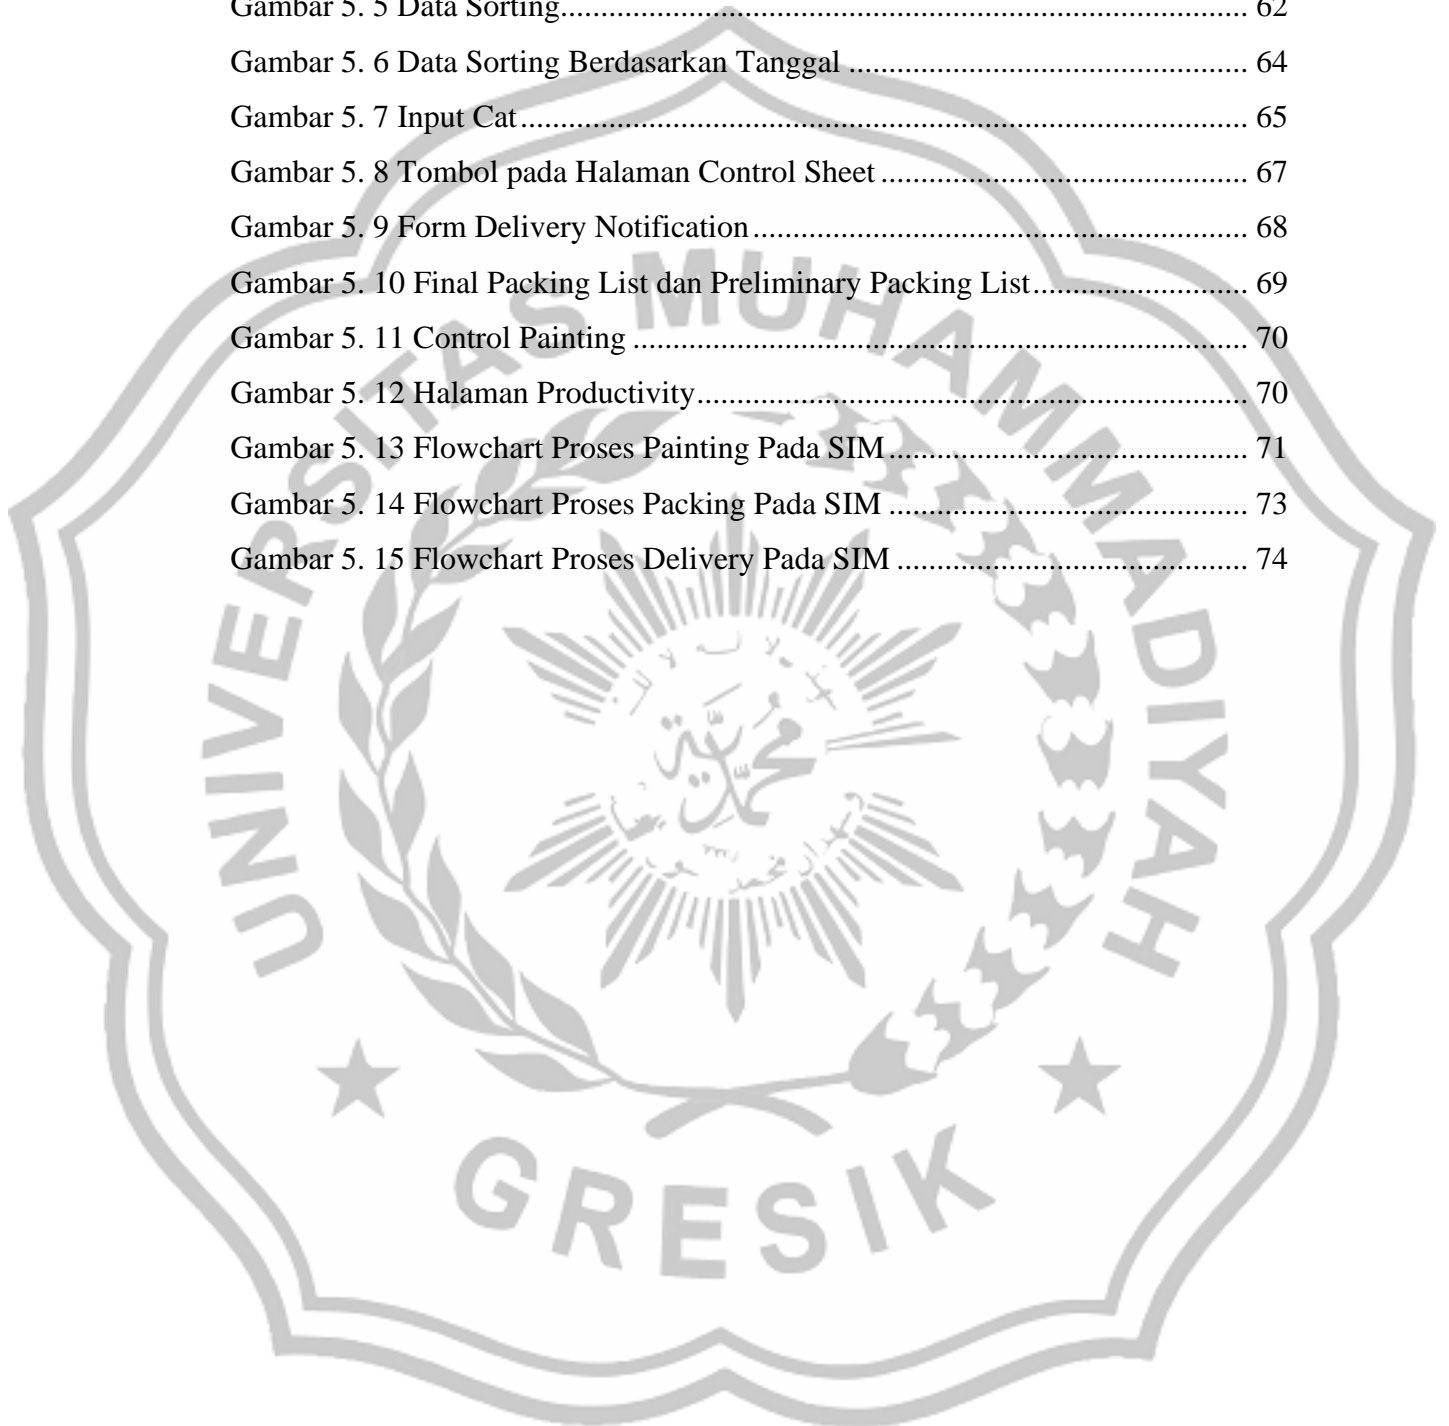 Gambar 5. 5 Data Sorting........................................................................................ 62
Gambar 5. 6 Data Sorting Berdasarkan Tanggal ................................................... 64
Gambar 5. 7 Input Cat............................................................................................. 65
Gambar 5. 8 Tombol pada Halaman Control Sheet ............................................... 67
Gambar 5. 9 Form Delivery Notification............................................................... 68
Gambar 5. 10 Final Packing List dan Preliminary Packing List........................... 69
Gambar 5. 11 Control Painting .............................................................................. 70
Gambar 5. 12 Halaman Productivity...................................................................... 70
Gambar 5. 13 Flowchart Proses Painting Pada SIM .............................................. 71
Gambar 5. 14 Flowchart Proses Packing Pada SIM .............................................. 73
Gambar 5. 15 Flowchart Proses Delivery Pada SIM ............................................. 74
UNIVERSITAS MUHAMMADIYAH
محمدية
GRESIK